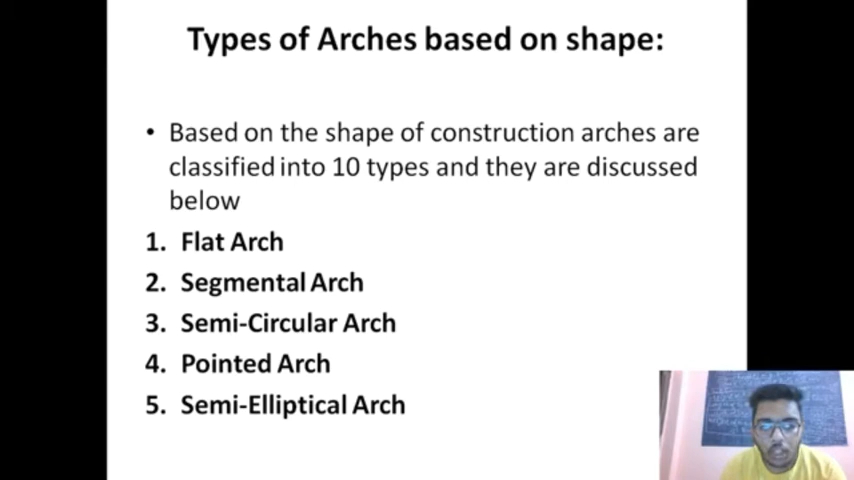 Types of Arches based on shape:
• Based on the shape of construction arches are
classified into 10 types and they are discussed
below
1. Flat Arch
2. Segmental Arch
3. Semi-Circular Arch
4. Pointed Arch
5. Semi-Elliptical Arch